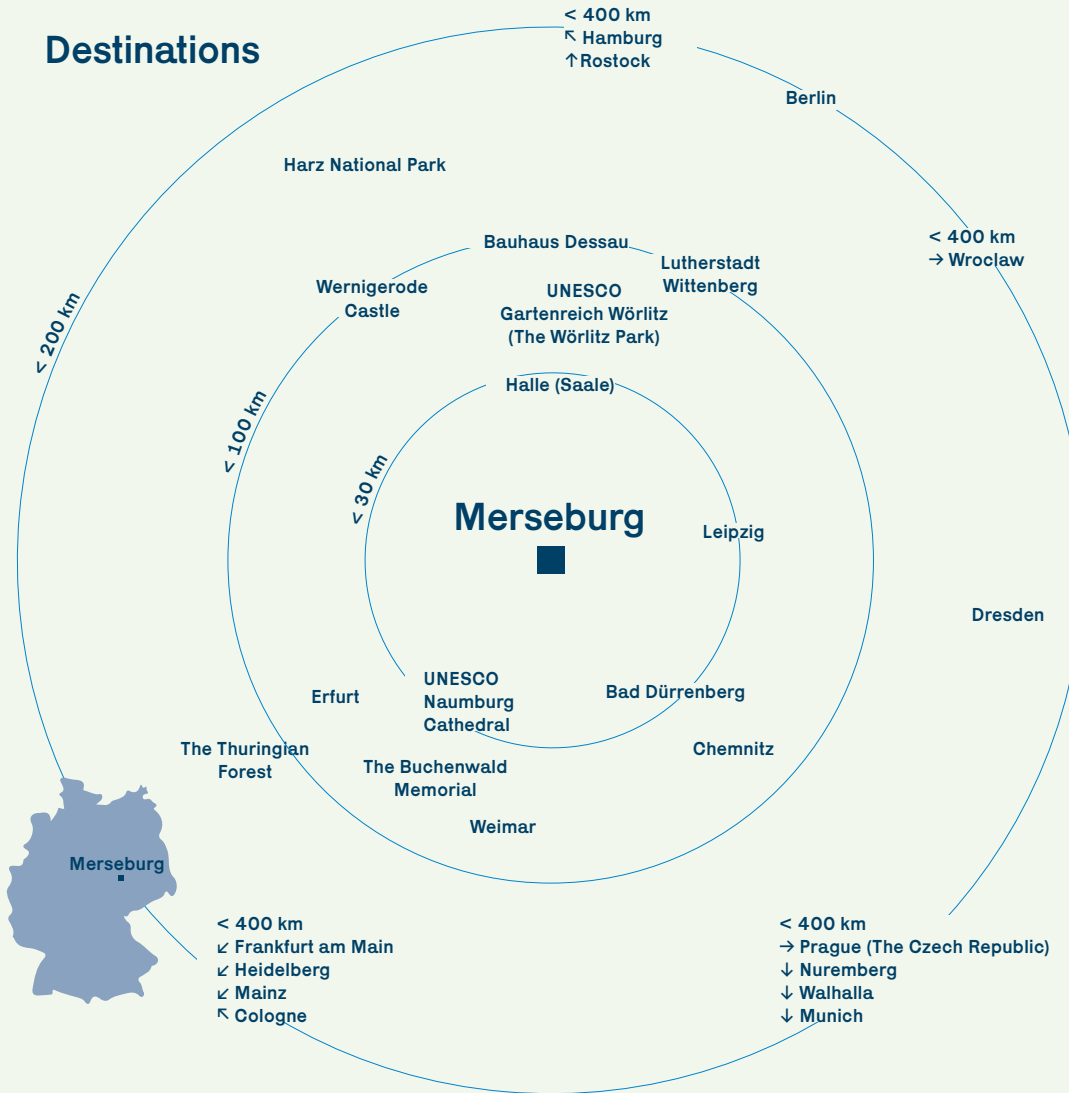 Destinations
< 400 km
↖ Hamburg
↑ Rostock
Berlin
Harz National Park
< 400 km
→ Wroclaw
Bauhaus Dessau
Lutherstadt
Wittenberg
Wernigerode
Castle
UNESCO
Gartenreich Wörlitz
(The Wörlitz Park)
< 200 km
Halle (Saale)
< 100 km
< 30 km
Merseburg
Leipzig
Dresden
Erfurt
UNESCO
Naumburg
Cathedral
Bad Dürrenberg
The Thuringian
Forest
The Buchenwald
Memorial
Chemnitz
Weimar
Merseburg
< 400 km
↙ Frankfurt am Main
↙ Heidelberg
↙ Mainz
↖ Cologne
< 400 km
→ Prague (The Czech Republic)
↓ Nuremberg
↓ Walhalla
↓ Munich